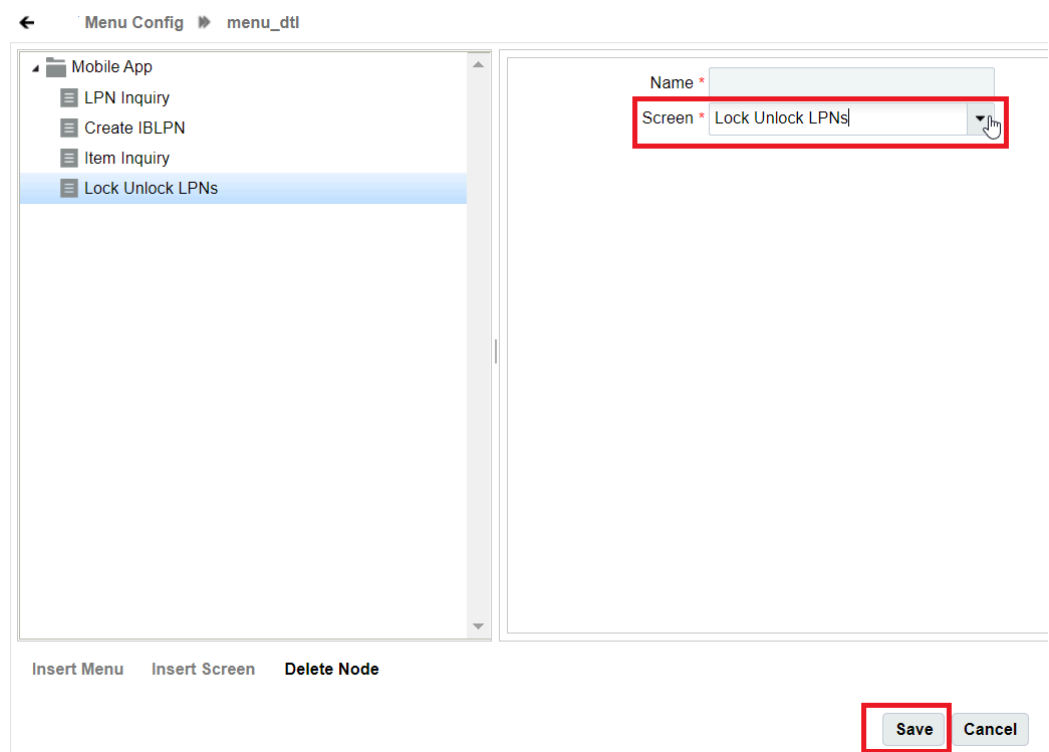 Menu Config menu_dtl
Mobile App
LPN Inquiry
Create IBLPN
Item Inquiry
Lock Unlock LPNs
Name *
Screen * Lock Unlock LPNs
Insert Menu Insert Screen Delete Node
Save Cancel